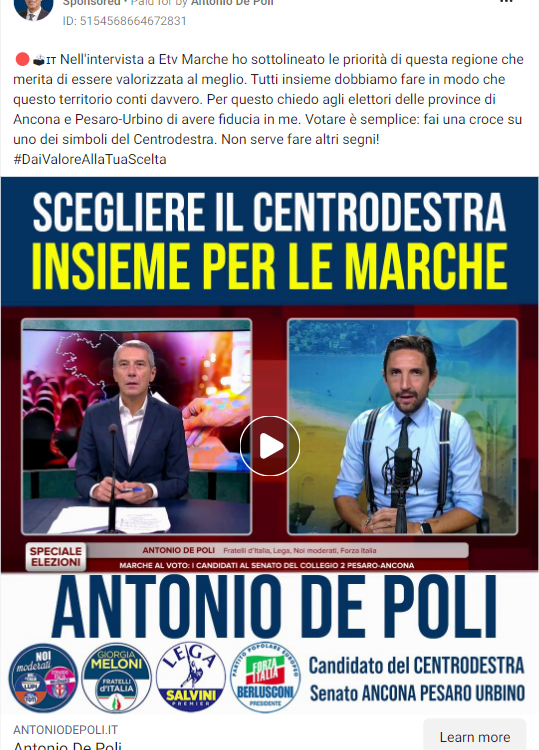 Sponsored • Paid for by Antonio De Poli
ID: 5154568664672831
🔴 🗳️IT Nell'intervista a Etv Marche ho sottolineato le priorità di questa regione che
merita di essere valorizzata al meglio. Tutti insieme dobbiamo fare in modo che
questo territorio conti davvero. Per questo chiedo agli elettori delle province di
Ancona e Pesaro-Urbino di avere fiducia in me. Votare è semplice: fai una croce su
uno dei simboli del Centrodestra. Non serve fare altri segni!
#DaiValoreAllaTuaScelta
SCEGLIERE IL CENTRODESTRA
INSIEME PER LE MARCHE
SPECIALE
ELEZIONI
ANTONIO DE POLI Fratelli d'Italia, Lega, Noi moderati, Forza Italia
MARCHE AL VOTO: I CANDIDATI AL SENATO DEL COLLEGIO 2 PESARO-ANCONA
ANTONIO DE POLI
NOI
moderati
GIORGIA
MELONI
FRATELLI
d'ITALIA
LEGA
SALVINI
PREMIER
PARTITO POPOLARE EUROPEO
FORZA
ITALIA
BERLUSCONI
PRESIDENTE
Candidato del CENTRODESTRA
Senato ANCONA PESARO URBINO
ANTONIODEPOLI.IT
Antonio De Poli
Learn more